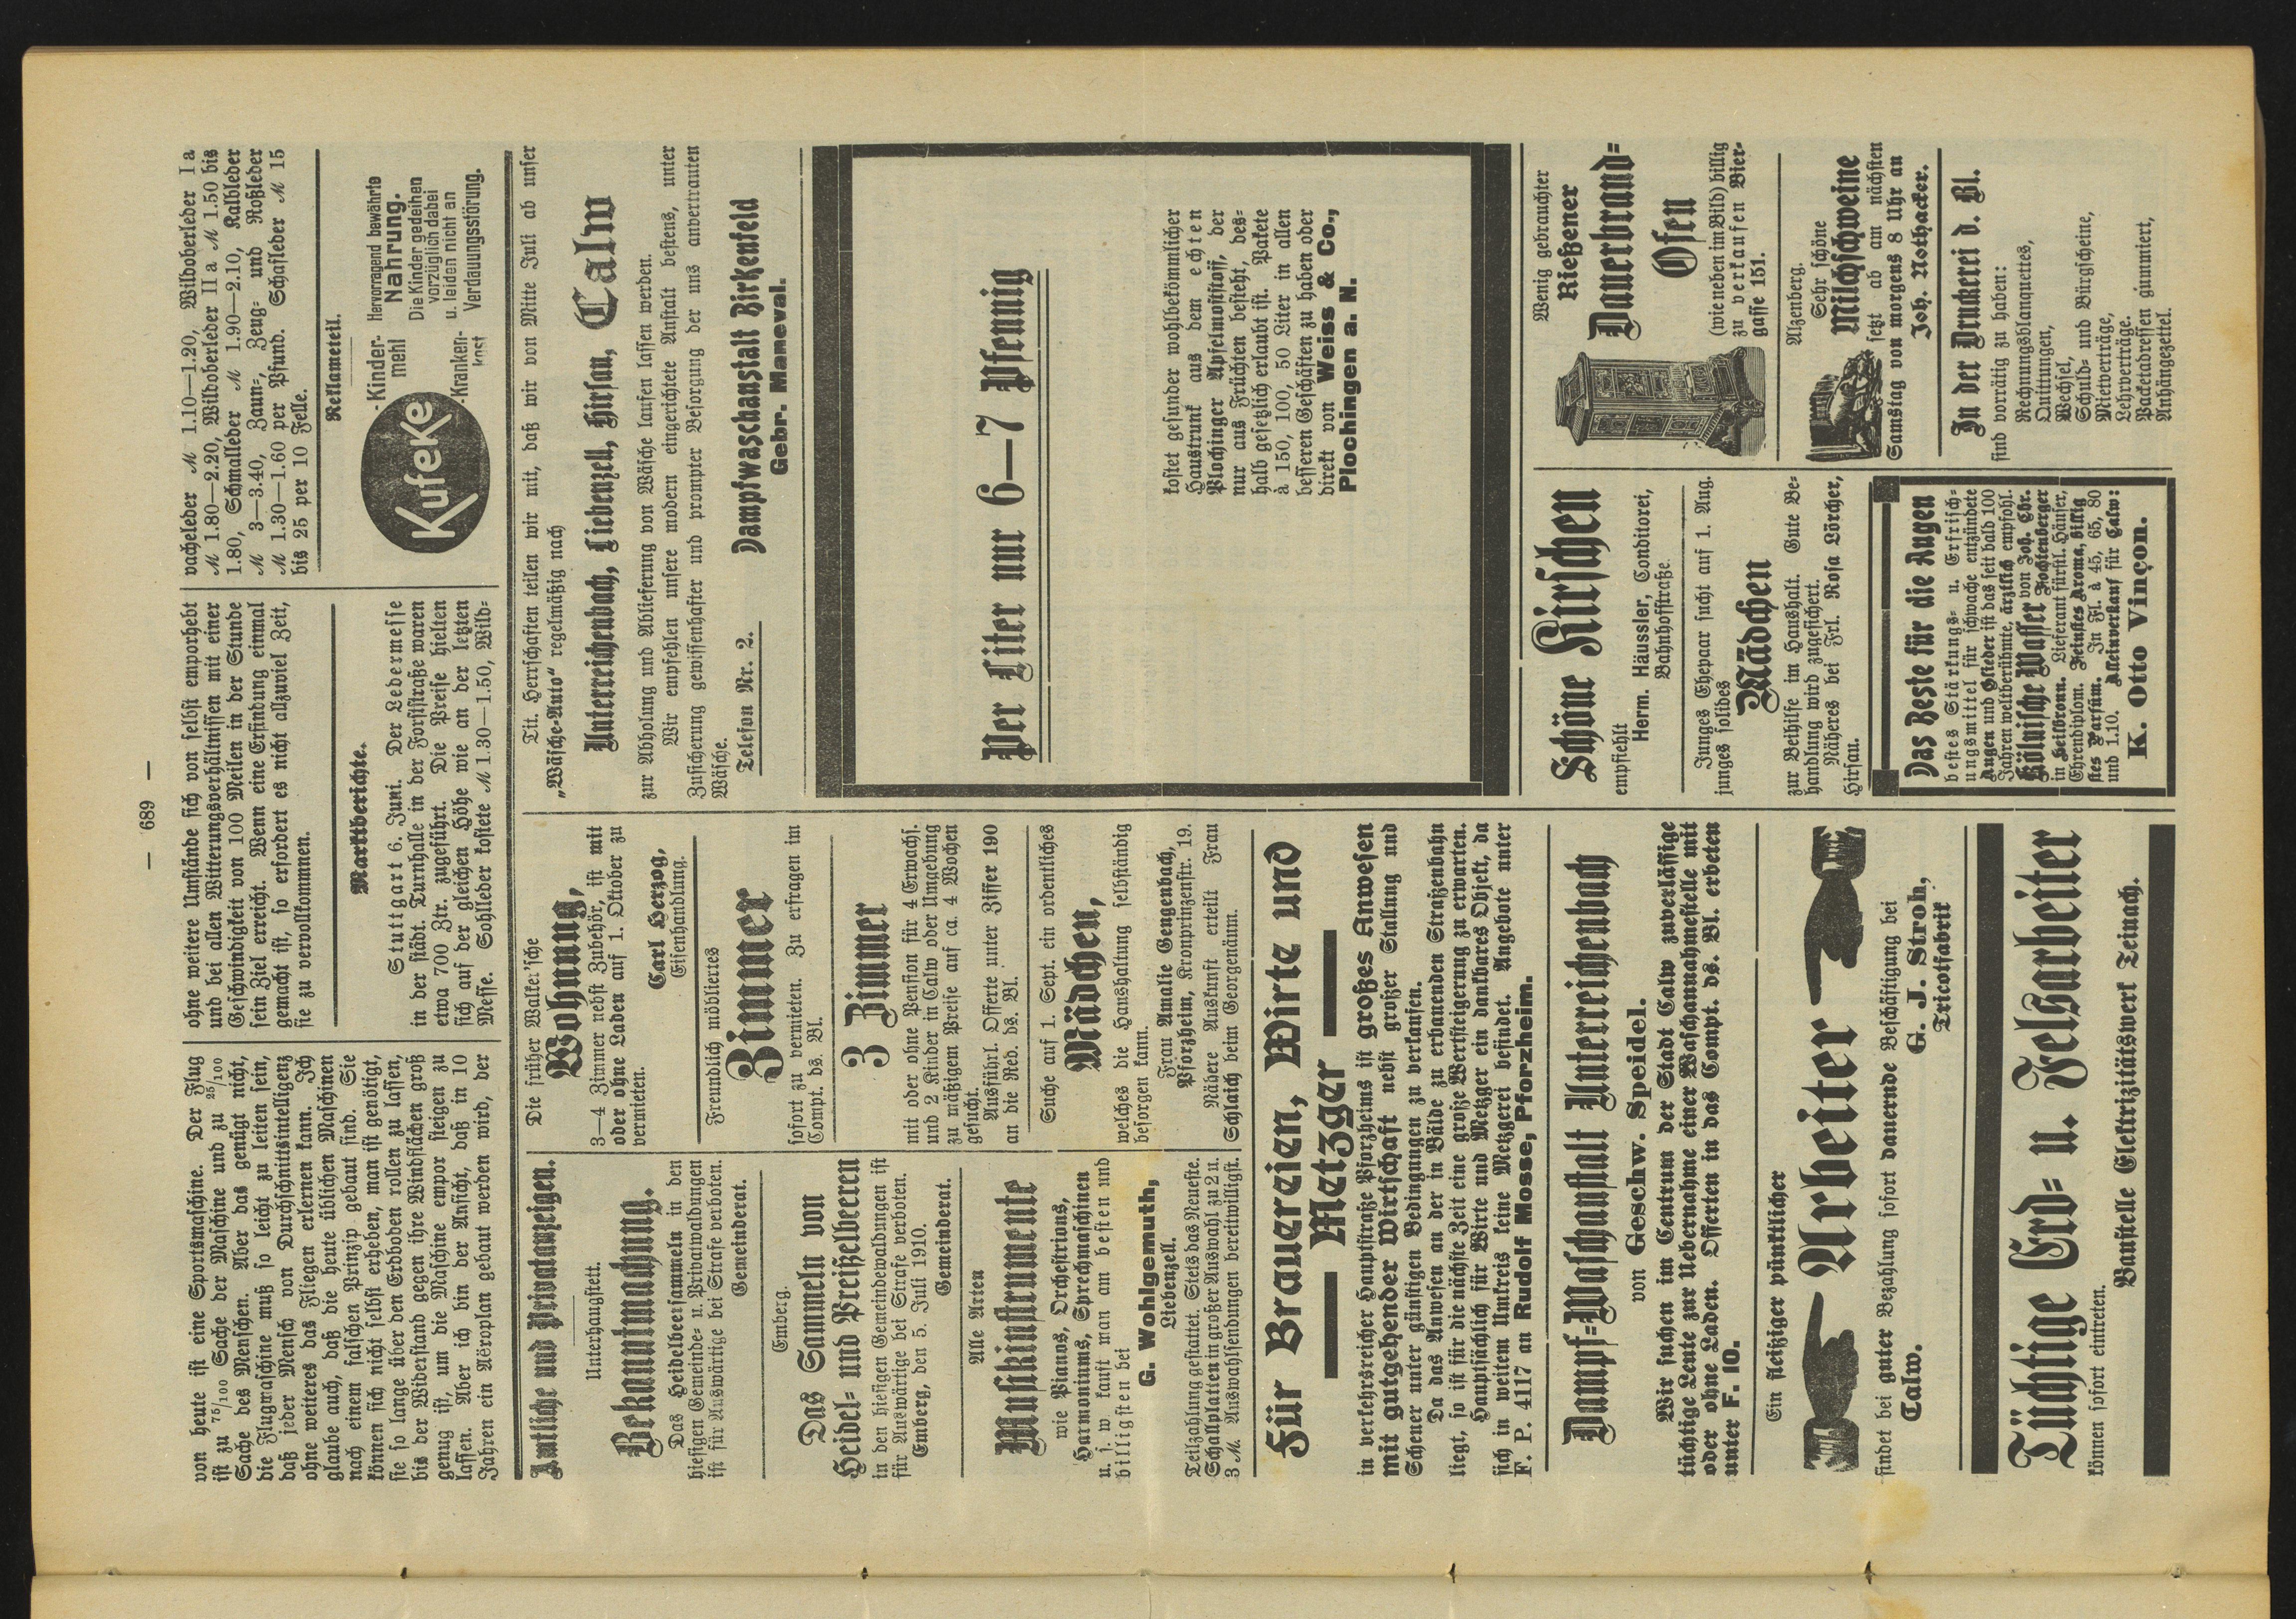 — 689 —
von heute ist eine Sportsmaschine. Der Flug
ist zu 75/100 Sache der Maschine und zu 25/100
Sache des Menschen. Aber das genügt nicht,
die Flugmaschine muß so leicht zu leiten sein,
daß jeder Mensch von Durchschnittsintelligenz
ohne weiteres das Fliegen erlernen kann. Ich
glaube auch, daß die heute üblichen Maschinen
nach einem falschen Prinzip gebaut sind. Sie
können sich nicht selbst erheben, man ist genötigt,
sie so lange über den Erdboden rollen zu lassen,
bis der Widerstand gegen ihre Windflächen groß
genug ist, um die Maschine empor steigen zu
lassen. Aber ich bin der Ansicht, daß in 10
Jahren ein Aëroplan gebaut werden wird, der
ohne weitere Umstände sich von selbst emporhebt
und bei allen Witterungsverhältnissen mit einer
Geschwindigkeit von 100 Meilen in der Stunde
sein Ziel erreicht. Wenn eine Erfindung einmal
gemacht ist, so erfordert es nicht allzuviel Zeit,
sie zu vervollkommnen.
Marktberichte.
Stuttgart 6. Juni. Der Ledermesse
in der städt. Turnhalle in der Forststraße waren
etwa 700 Ztr. zugeführt. Die Preise hielten
sich auf der gleichen Höhe wie an der letzten
Messe. Sohlleder kostete M 1.30—1.50, Wild-
vacheleder M 1.10—1.20, Wildoberleder I a
M 1.80—2.20, Wildoberleder II a M 1.50 bis
1.80, Schmalleder M 1.90—2.10, Kalbleder
M 3—3.40, Zaum-, Zeug- und Roßleder
M 1.30—1.60 per Pfund. Schafleder M 15
bis 25 per 10 Felle.
Reklameteil.
Kufeke
-Kinder-
mehl
-Kranken-
kost
Hervorragend bewährte
Nahrung.
Die Kinder gedeihen
vorzüglich dabei
u. leiden nicht an
Verdauungsstörung.
Amtliche und Privatanzeigen.
Unterhaugstett.
Bekanntmachung.
Das Heidelbeersammeln in den
hiesigen Gemeinde- u. Privatwaldungen
ist für Auswärtige bei Strafe verboten.
Gemeinderat.
Emberg.
Das Sammeln von
Heidel- und Preißelbeeren
in den hiesigen Gemeindewaldungen ist
für Auswärtige bei Strafe verboten.
Emberg, den 5. Juli 1910.
Gemeinderat.
Alle Arten
Musikinstrumente
wie Pianos, Orchestrions,
Harmoniums, Sprechmaschinen
u. s. w. kauft man am besten und
billigsten bei
G. Wohlgemuth,
Liebenzell.
Teilzahlung gestattet. Stets das Neueste.
Schallplatten in großer Auswahl zu 2 u.
3 M. Auswahlsendungen bereitwilligst.
Die früher Walter'sche
Wohnung,
3—4 Zimmer nebst Zubehör, ist mit
oder ohne Laden auf 1. Oktober zu
vermieten.
Carl Herzog,
Eisenhandlung.
Freundlich möbliertes
Zimmer
sofort zu vermieten. Zu erfragen im
Compt. ds. Bl.
3 Zimmer
mit oder ohne Pension für 4 Erwachs.
und 2 Kinder in Calw oder Umgebung
zu mäßigem Preise auf ca. 4 Wochen
gesucht.
Ausführl. Offerte unter Ziffer 190
an die Red. ds. Bl.
Suche auf 1. Sept. ein ordentliches
Mädchen,
welches die Haushaltung selbständig
besorgen kann.
Frau Amalie Gengenbach,
Pforzheim, Kronprinzenstr. 19.
Nähere Auskunft erteilt Frau
Schlaich beim Georgenäum.
Für Brauereien, Wirte und
— Metzger —
in verkehrsreicher Hauptstraße Pforzheims ist großes Anwesen
mit gutgehender Wirtschaft nebst großer Stallung und
Scheuer unter günstigen Bedingungen zu verkaufen.
Da das Anwesen an der in Bälde zu erbauenden Straßenbahn
liegt, so ist für die nächste Zeit eine große Wertsteigerung zu erwarten.
Hauptsächlich für Wirte und Metzger ein dankbares Objekt, da
sich in weitem Umkreis keine Metzgerei befindet. Angebote unter
F. P. 4117 an Rudolf Mosse, Pforzheim.
Dampf-Waschanstalt Unterreichenbach
von Geschw. Speidel.
Wir suchen im Centrum der Stadt Calw zuverlässige
tüchtige Leute zur Uebernahme einer Waschannahmestelle mit
oder ohne Laden. Offerten in das Compt. ds. Bl. erbeten
unter F. 10.
Ein fleißiger pünktlicher
Arbeiter
findet bei guter Bezahlung sofort dauernde Beschäftigung bei
Calw.
G. J. Stroh,
Tricotfabrik
Tüchtige Erd- u. Felsarbeiter
können sofort eintreten.
Baustelle Elektrizitätswerk Teinach.
Tit. Herrschaften teilen wir mit, daß wir von Mitte Juli ab unser
„Wäsche-Auto“ regelmäßig nach
Unterreichenbach, Liebenzell, Hirsau, Calw
zur Abholung und Ablieferung von Wäsche laufen lassen werden.
Wir empfehlen unsere modern eingerichtete Anstalt bestens, unter
Zusicherung gewissenhafter und prompter Besorgung der uns anvertrauten
Wäsche.
Telefon Nr. 2.
Dampfwaschanstalt Birkenfeld
Gebr. Maneval.
Per Liter nur 6—7 Pfennig
kostet gesunder wohlbekömmlicher
Haustrunk aus dem echten
Plochinger Apfelmoststoff, der
nur aus Früchten besteht, des-
halb gesetzlich erlaubt ist. Pakete
à 150, 100, 50 Liter in allen
besseren Geschäften zu haben oder
direkt von Weiss & Co.,
Plochingen a. N.
Schöne Kirschen
empfiehlt
Herm. Häussler, Conditorei,
Bahnhofstraße.
Junges Ehepaar sucht auf 1. Aug.
junges solides
Mädchen
zur Beihilfe im Haushalt. Gute Be-
handlung wird zugesichert.
Näheres bei Frl. Rosa Lörcher,
Hirsau.
Das Beste für die Augen
bestes Stärkungs- u. Erfrisch-
ungsmittel für schwache entzündete
Augen und Glieder ist das seit bald 100
Jahren weltberühmte, ärztlich empfohl.
Kölnische Wasser von Joh. Chr. Fochtenberger
in Heilbronn. Lieferant fürstl. Häuser,
Ehrendiplom. Feinstes Aroma, billig
stes Parfüm. In Fl. à 45, 65, 80
und 1.10. Alleinverkauf für Calw:
K. Otto Vinçon.
Wenig gebrauchter
Rießener
Dauerbrand-
Ofen
(wie neben im Bild) billig
zu verkaufen Bier-
gasse 151.
Alzenberg.
Sehr schöne
Milchschweine
setzt ab am nächsten
Samstag von morgens 8 Uhr an
Joh. Nothacker.
In der Druckerei d. Bl.
sind vorrätig zu haben:
Rechnungsblanquettes,
Quittungen,
Wechsel,
Schuld- und Bürgscheine,
Mietverträge,
Lehrverträge.
Packetadressen gummiert,
Anhängezettel.